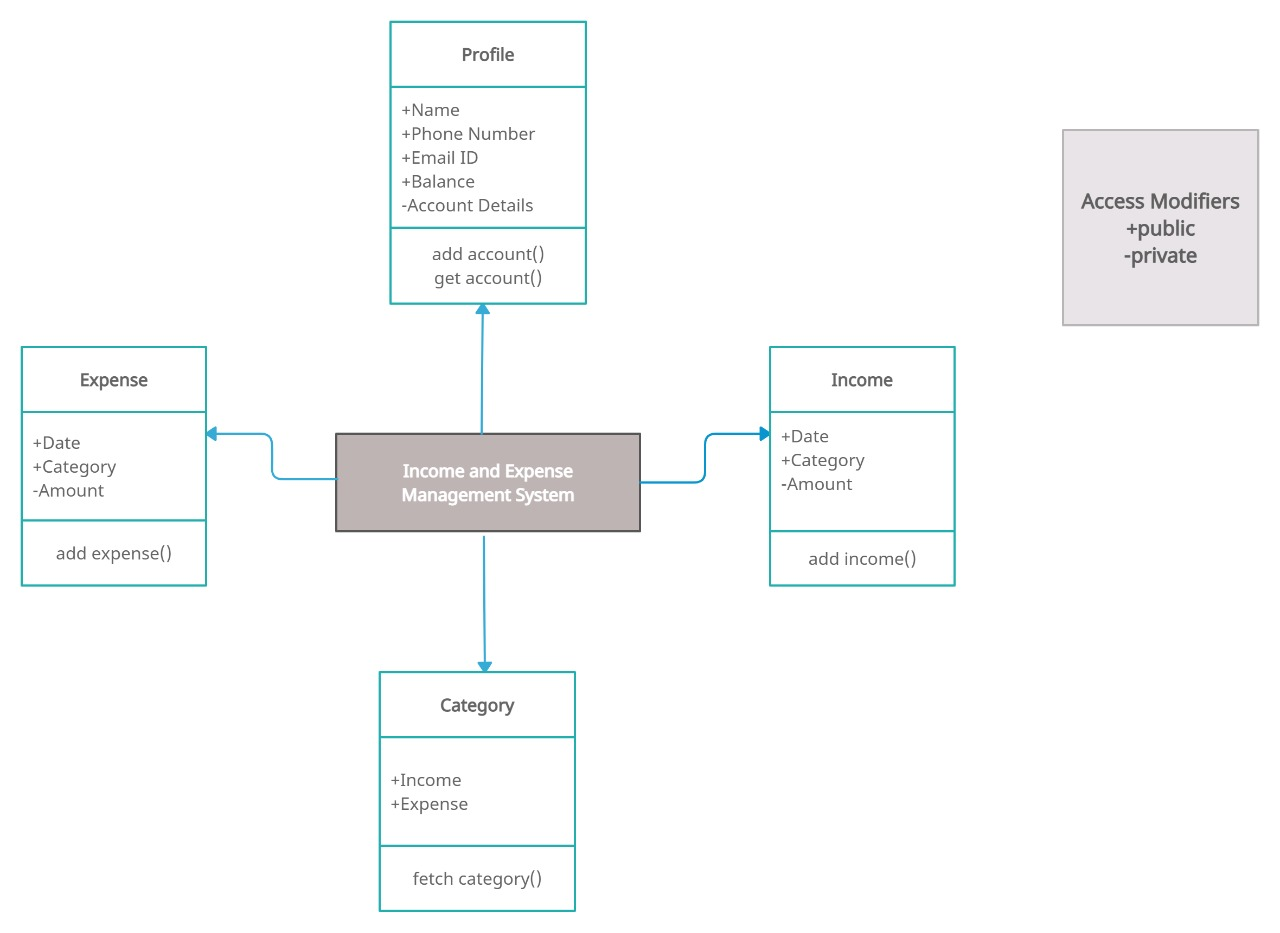 Profile
+Name
+Phone Number
+Email ID
+Balance
-Account Details
add account()
get account()
Access Modifiers
+public
-private
Expense
+Date
+Category
-Amount
add expense()
Income and Expense
Management System
Income
+Date
+Category
-Amount
add income()
Category
+Income
+Expense
fetch category()